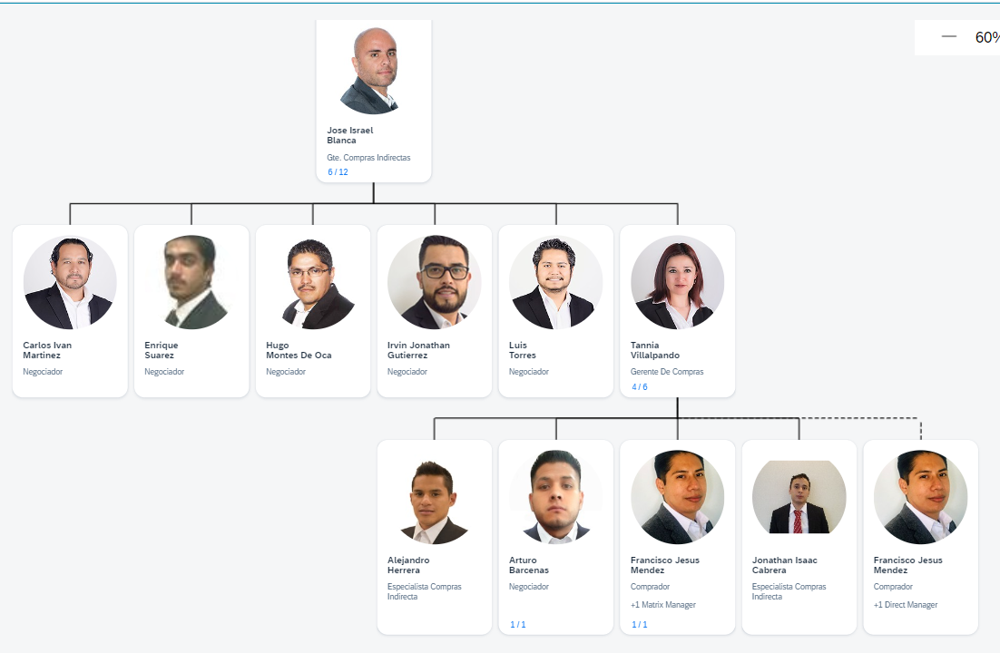 60%
Jose Israel
Blanca
Gte. Compras Indirectas
6 / 12
Carlos Ivan
Martinez
Negociador
Enrique
Suarez
Negociador
Hugo
Montes De Oca
Negociador
Irvin Jonathan
Gutierrez
Negociador
Luis
Torres
Negociador
Tannia
Villalpando
Gerente De Compras
4 / 6
Alejandro
Herrera
Especialista Compras
Indirecta
Arturo
Barcenas
Negociador
1 / 1
Francisco Jesus
Mendez
Comprador
+1 Matrix Manager
1 / 1
Jonathan Isaac
Cabrera
Especialista Compras
Indirecta
Francisco Jesus
Mendez
Comprador
+1 Direct Manager